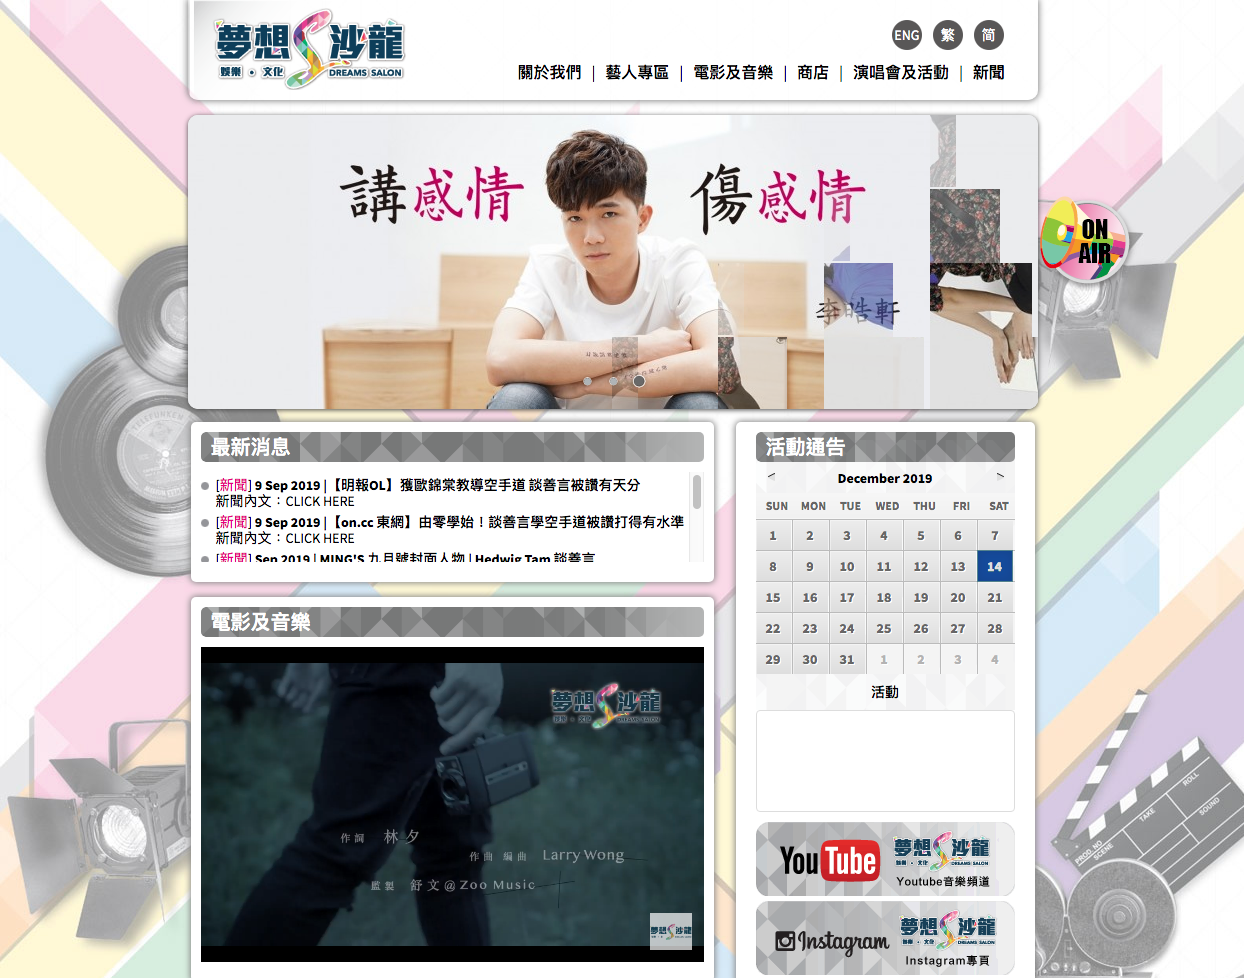 夢想 S 沙龍
娛樂・文化 DREAMS SALON
ENG 繁 简
關於我們 | 藝人專區 | 電影及音樂 | 商店 | 演唱會及活動 | 新聞
講感情 傷感情
李皓軒
ON
AIR
最新消息
[新聞] 9 Sep 2019 |【明報OL】獲歐錦棠教導空手道 談善言被讚有天分
新聞內文：CLICK HERE
[新聞] 9 Sep 2019 |【on.cc 東網】由零學始！談善言學空手道被讚打得有水準
新聞內文：CLICK HERE
[新聞] Sep 2019 | MING'S 九月號封面人物 | Hedwig Tam 談善言
電影及音樂
夢想 S 沙龍
娛樂・文化 DREAMS SALON
作詞 林夕
作曲 編曲 Larry Wong
監製 舒文@Zoo Music
夢想 S 沙龍
活動通告
< December 2019 >
SUN MON TUE WED THU FRI SAT
1 2 3 4 5 6 7
8 9 10 11 12 13 14
15 16 17 18 19 20 21
22 23 24 25 26 27 28
29 30 31 1 2 3 4
活動
YouTube 夢想 S 沙龍
娛樂・文化 DREAMS SALON
Youtube音樂頻道
Instagram 夢想 S 沙龍
娛樂・文化 DREAMS SALON
Instagram專頁
TELEFUNKEN
PROD. NO.
SCENE
TAKE
ROLL
SOUND